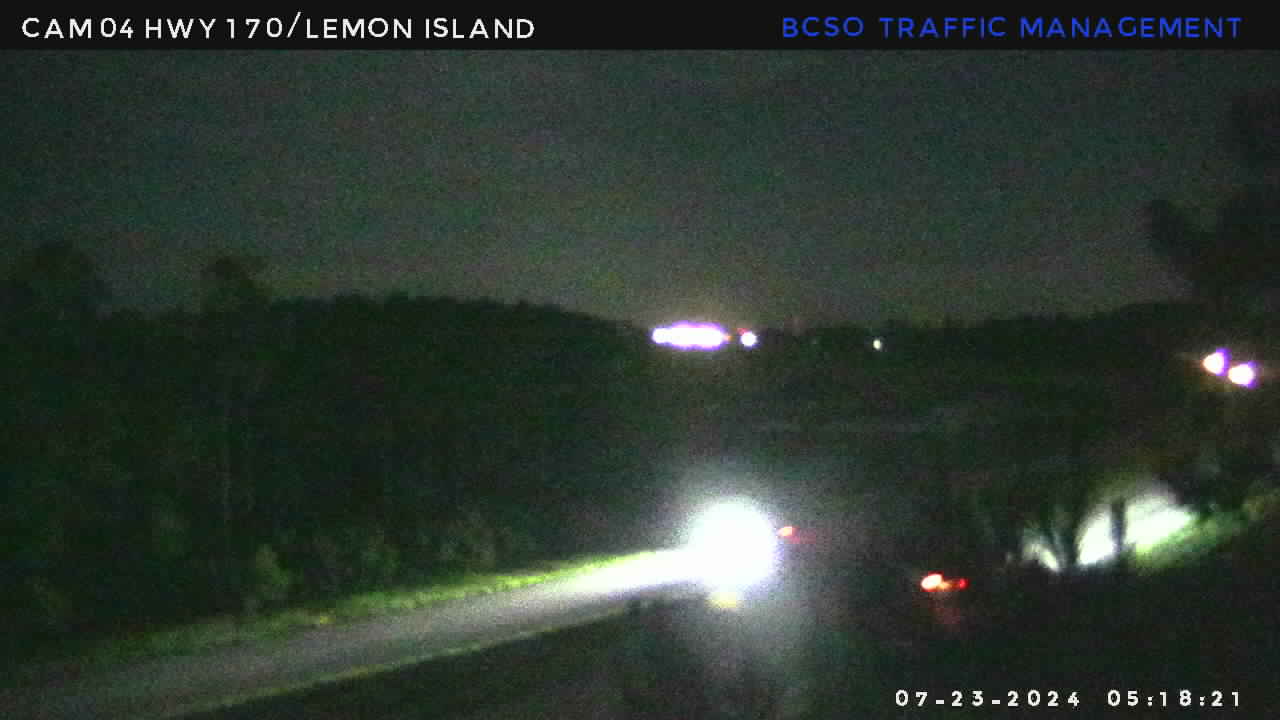 CAM04 HWY 170/LEMON ISLAND
BCSO TRAFFIC MANAGEMENT
07-23-2024 05:18:21